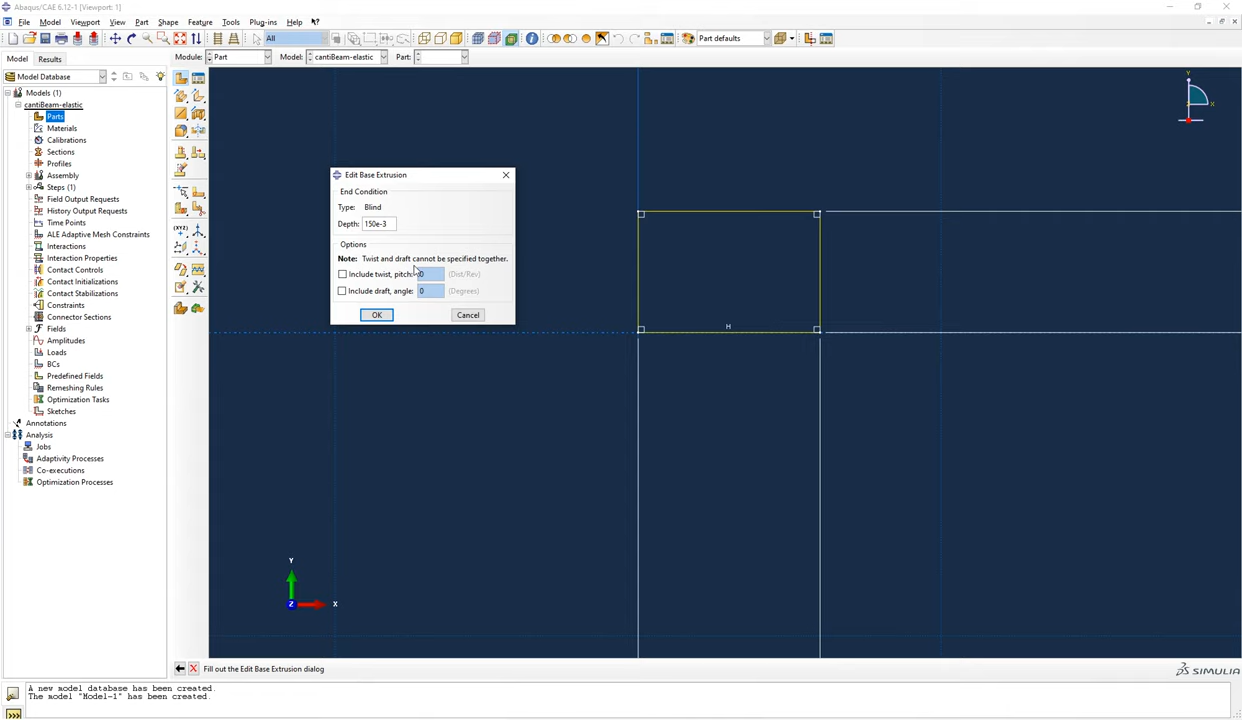 Abaqus/CAE 6.12-1 [Viewport: 1]
File Model Viewport View Part Shape Feature Tools Plug-ins Help
All
Part defaults
Model Results
Module: Part Model: cantiBeam-elastic Part:
Model Database
Models (1)
cantiBeam-elastic
Parts
Materials
Calibrations
Sections
Profiles
Assembly
Steps (1)
Field Output Requests
History Output Requests
Time Points
ALE Adaptive Mesh Constraints
Interactions
Interaction Properties
Contact Controls
Contact Initializations
Contact Stabilizations
Constraints
Connector Sections
Fields
Amplitudes
Loads
BCs
Predefined Fields
Remeshing Rules
Optimization Tasks
Sketches
Annotations
Analysis
Jobs
Adaptivity Processes
Co-executions
Optimization Processes
(XYZ)
Edit Base Extrusion
End Condition
Type: Blind
Depth: 150e-3
Options
Note: Twist and draft cannot be specified together.
Include twist, pitch: 0 (Dist/Rev)
Include draft, angle: 0 (Degrees)
OK Cancel
H
Y
X
Z
Y
X
Z
Fill out the Edit Base Extrusion dialog
SIMULIA
A new model database has been created.
The model "Model-1" has been created.
>>>